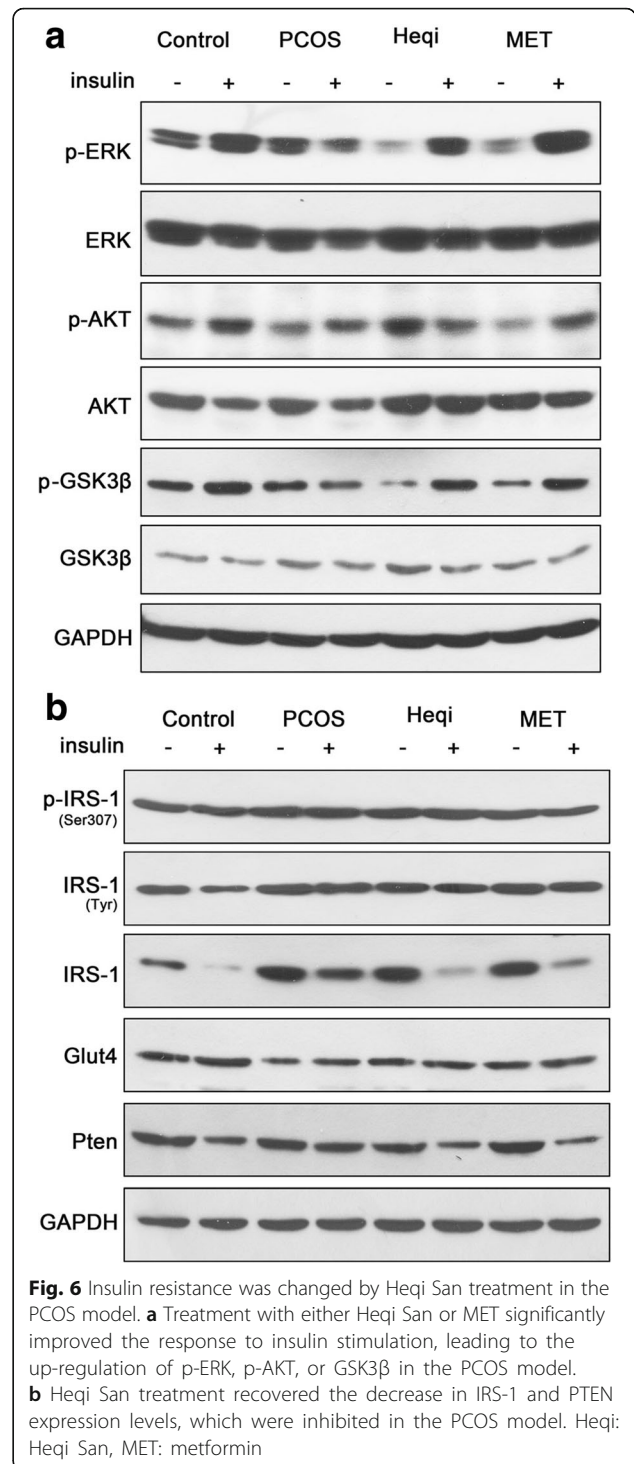 a
Control PCOS Heqi MET
insulin - + - + - + - +
p-ERK
ERK
p-AKT
AKT
p-GSK3β
GSK3β
GAPDH
b
Control PCOS Heqi MET
insulin - + - + - + - +
p-IRS-1
(Ser307)
IRS-1
(Tyr)
IRS-1
Glut4
Pten
GAPDH
Fig. 6 Insulin resistance was changed by Heqi San treatment in the
PCOS model. a Treatment with either Heqi San or MET significantly
improved the response to insulin stimulation, leading to the
up-regulation of p-ERK, p-AKT, or GSK3β in the PCOS model.
b Heqi San treatment recovered the decrease in IRS-1 and PTEN
expression levels, which were inhibited in the PCOS model. Heqi:
Heqi San, MET: metformin